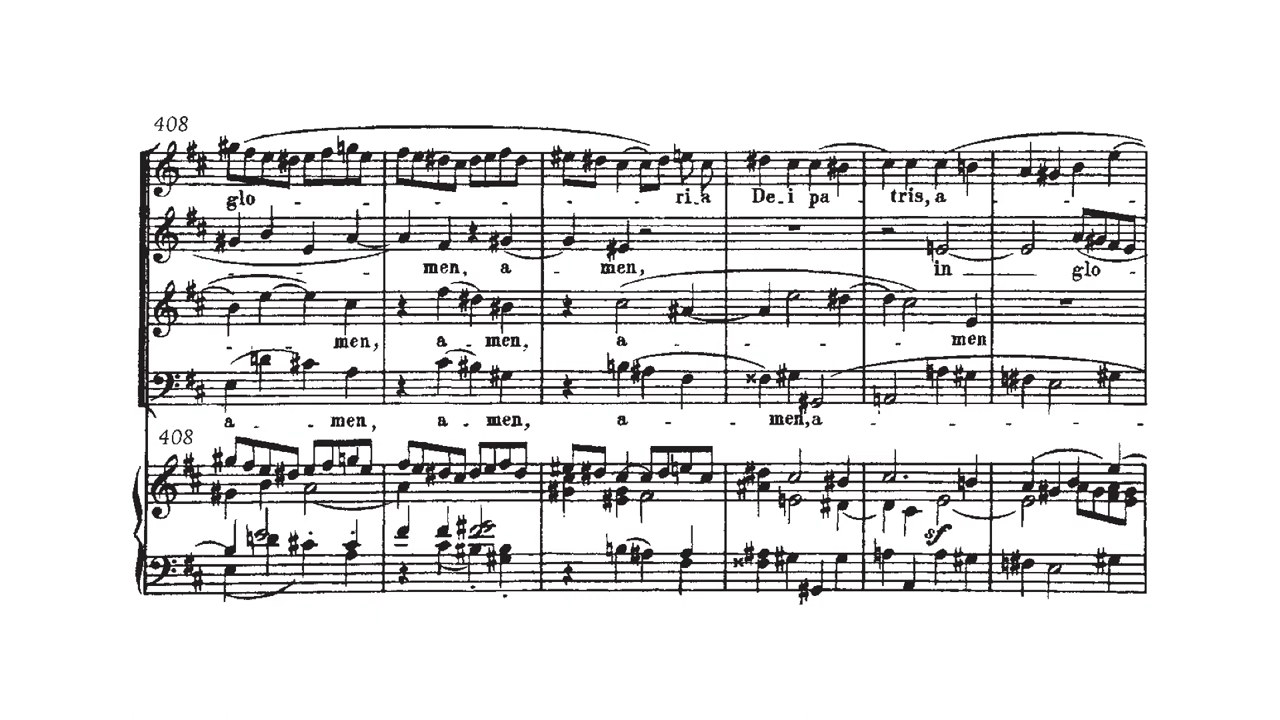 408
glo - - - - - - - - - - ri - a De - i pa - tris, a - - - -
- - - men, a - men, in glo -
- - men, a - men, a - - - - - men
a - - men, a - men, a - - men, a - - - - - -
408
sf